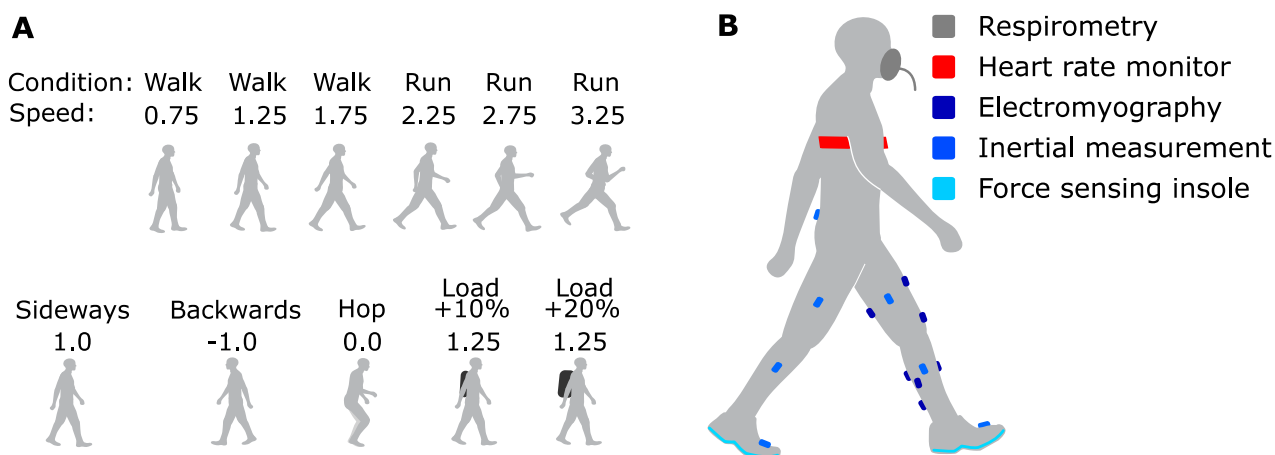 A
Condition: Walk Walk Walk Run Run Run
Speed: 0.75 1.25 1.75 2.25 2.75 3.25
Sideways Backwards Hop Load +10% Load +20%
1.0 -1.0 0.0 1.25 1.25
B
Respirometry
Heart rate monitor
Electromyography
Inertial measurement
Force sensing insole